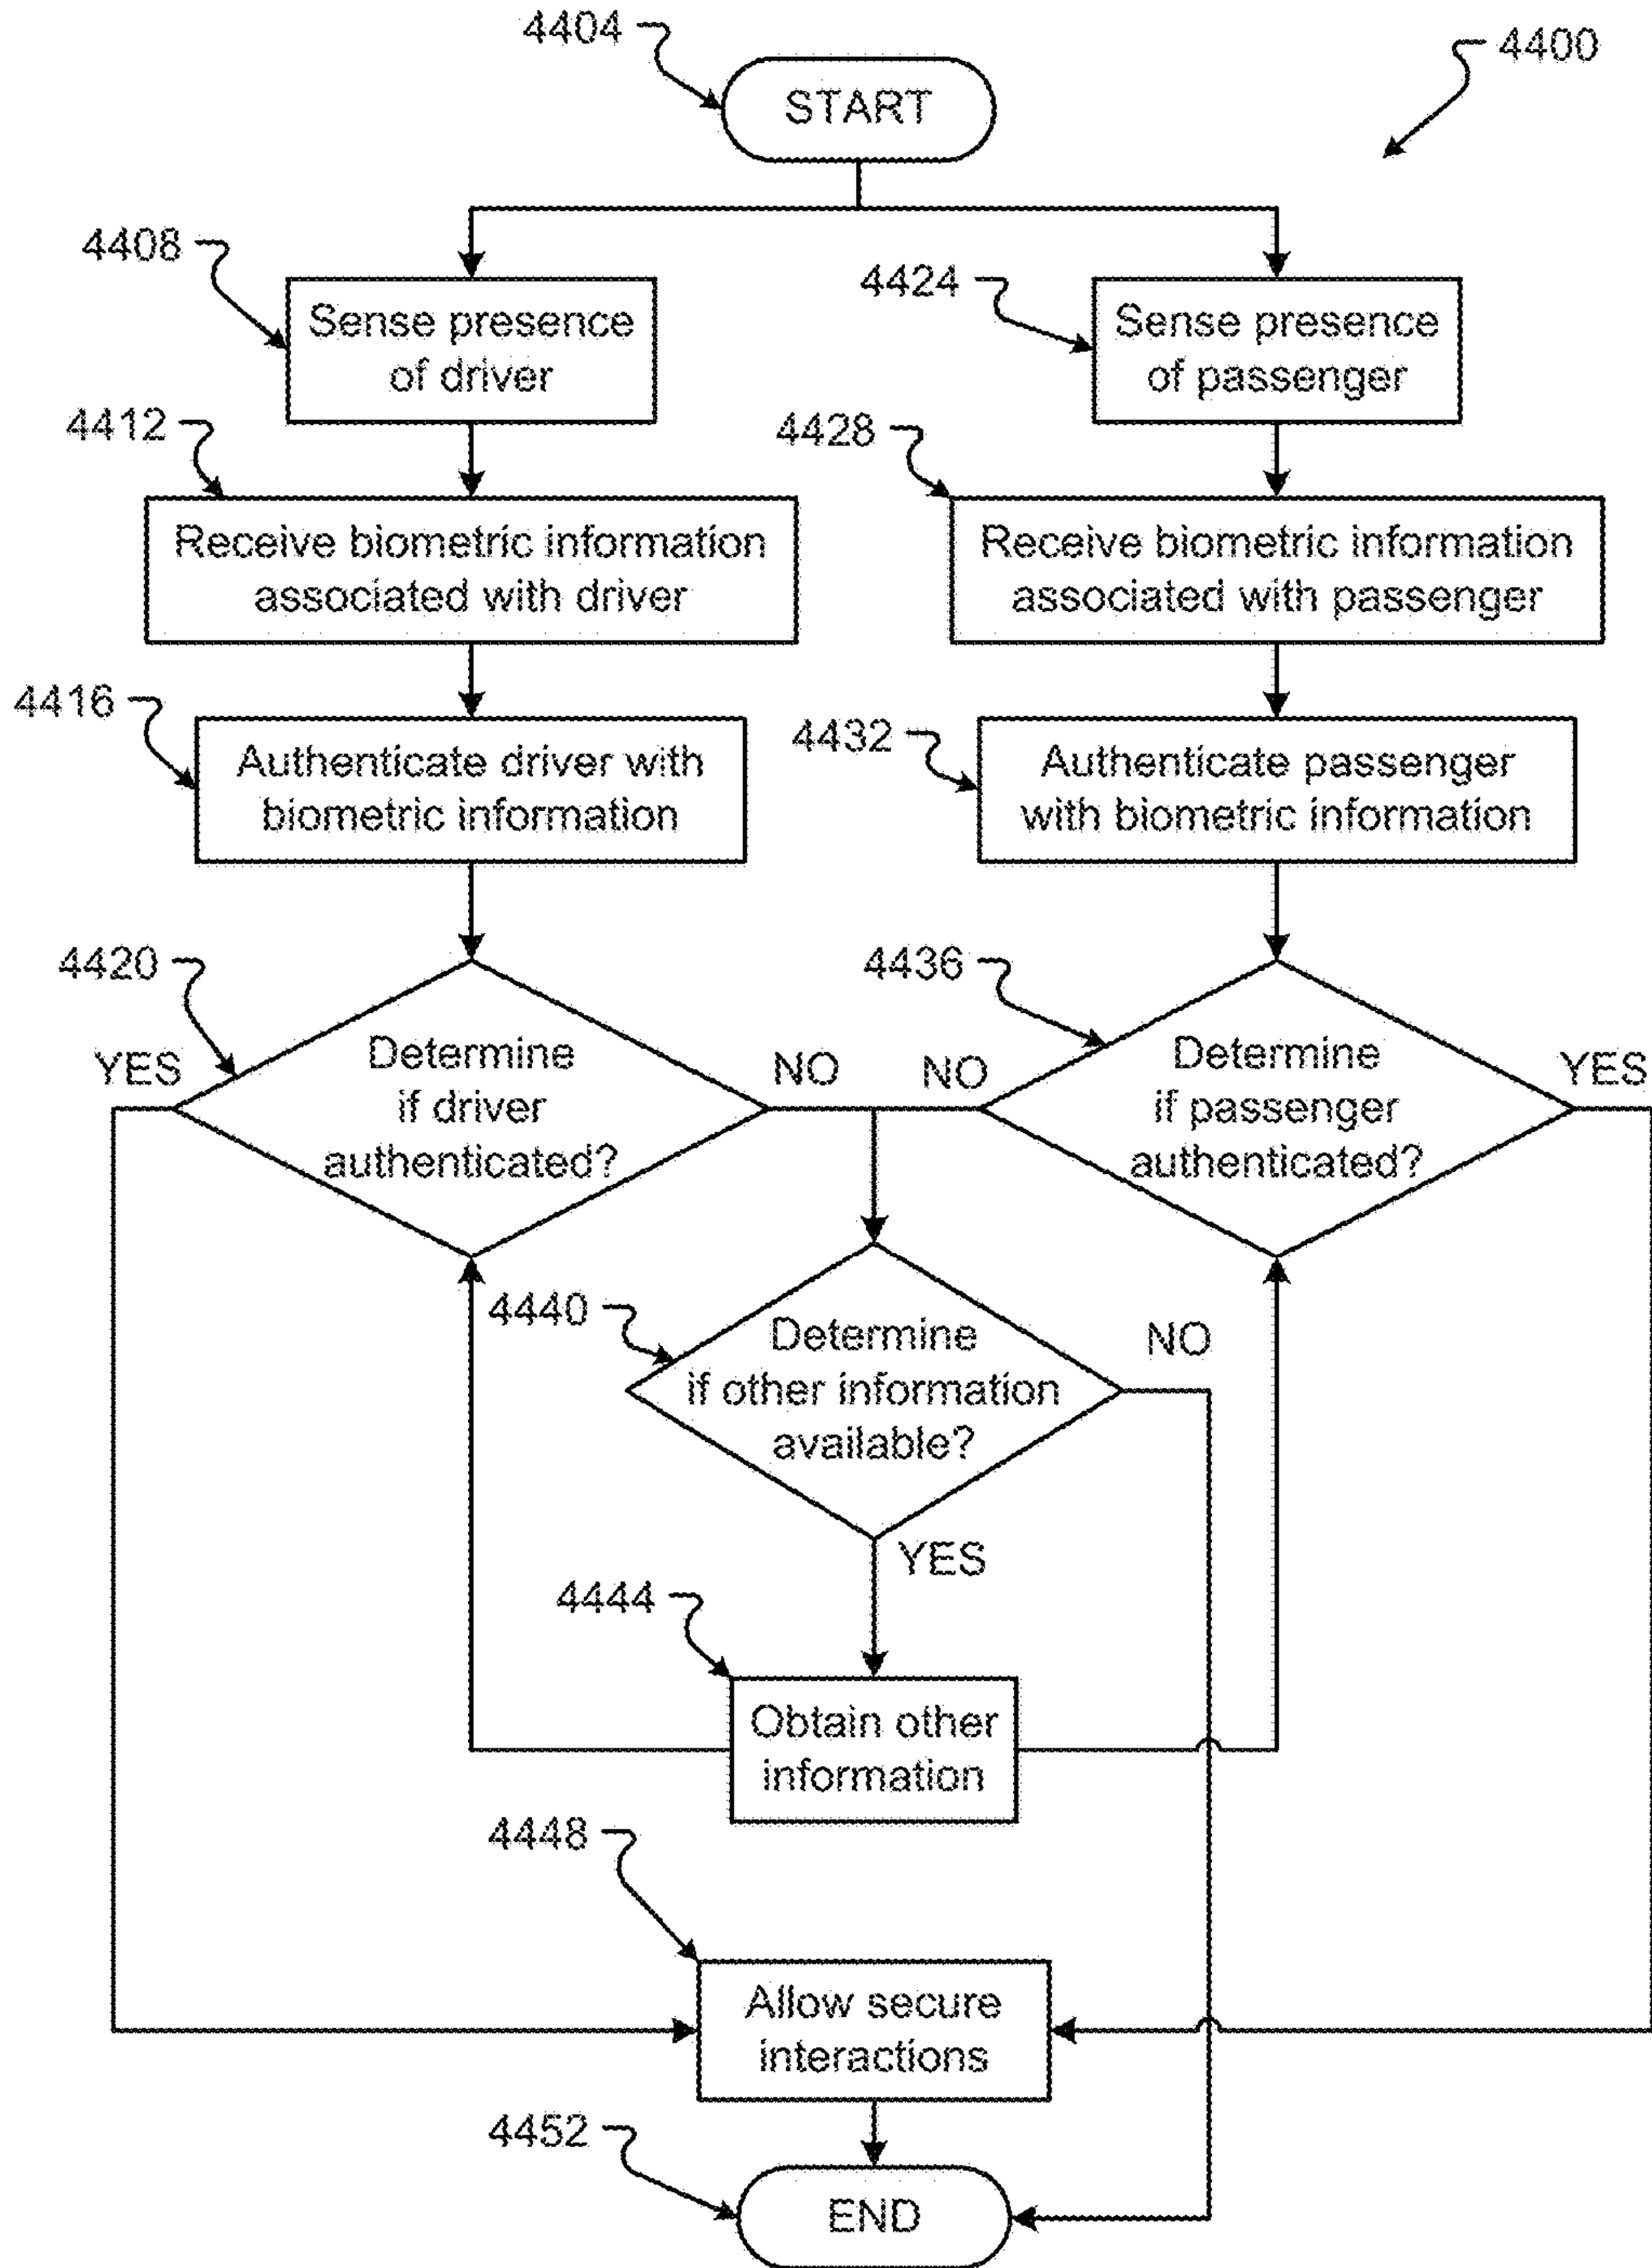 4404
4400
START
4408
4424
Sense presence
of driver
Sense presence
of passenger
4412
4428
Receive biometric information
associated with driver
Receive biometric information
associated with passenger
4416
4432
Authenticate driver with
biometric information
Authenticate passenger
with biometric information
4420
4436
YES
Determine
if driver
authenticated?
NO
NO
Determine
if passenger
authenticated?
YES
4440
Determine
if other information
available?
NO
YES
4444
Obtain other
information
4448
Allow secure
interactions
4452
END